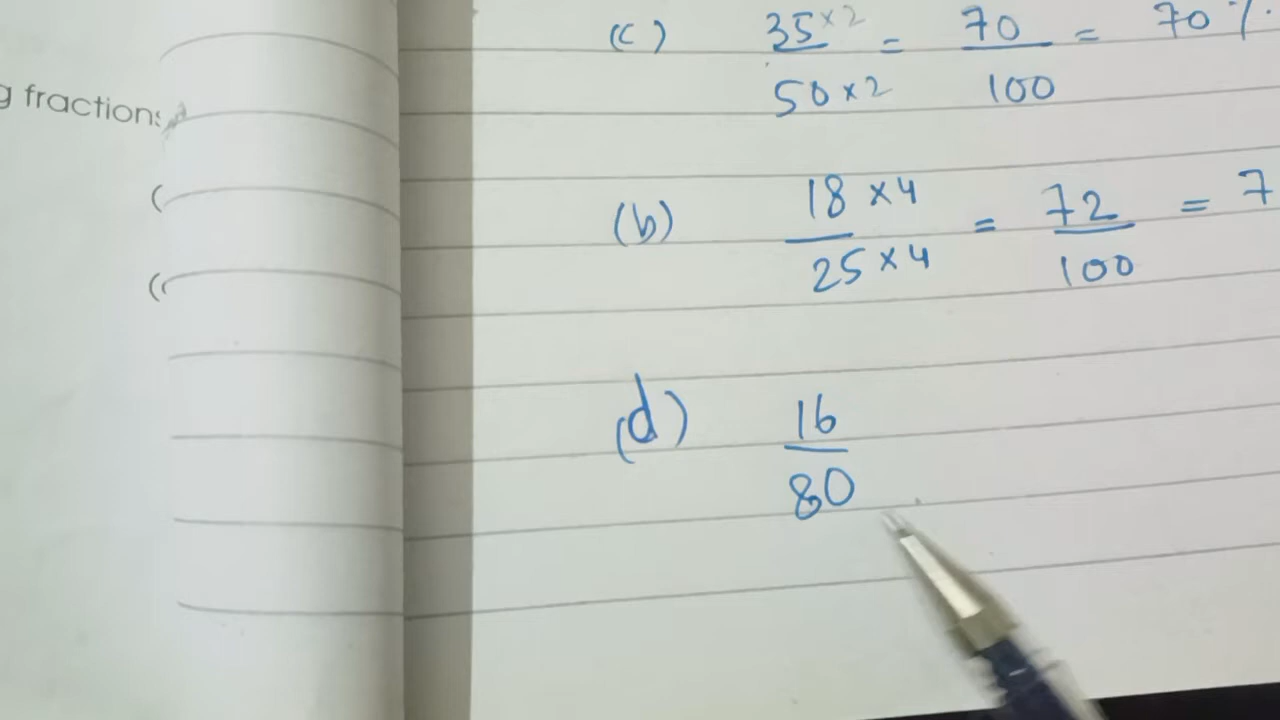 g fractions
(c) 35×2 = 70 = 70%.
50×2 100
(b) 18×4 = 72 = 7
25×4 100
(d) 16
80